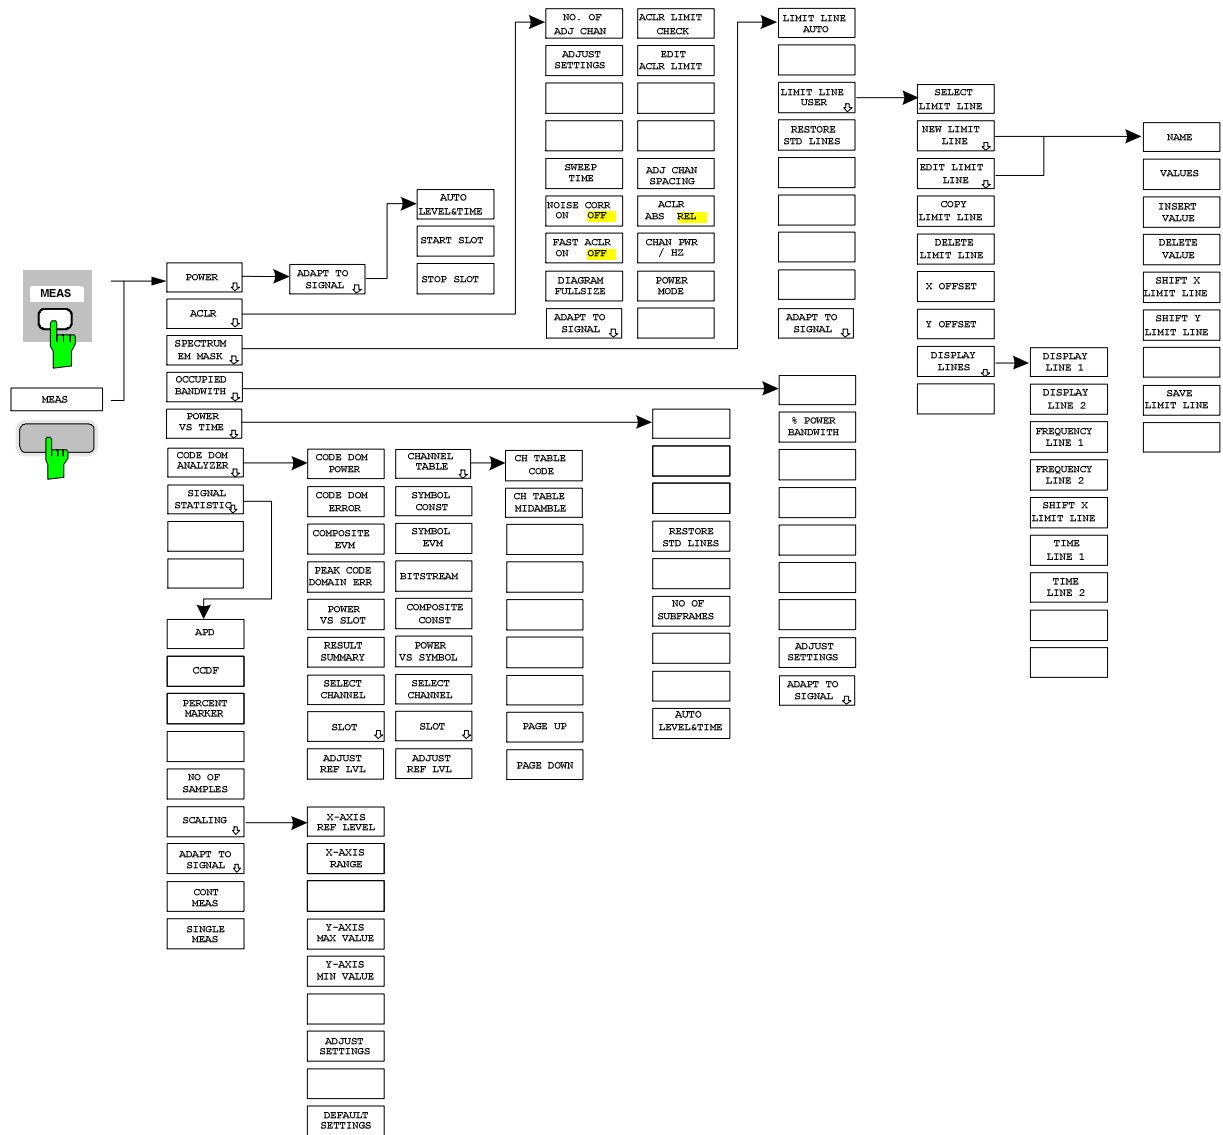 MEAS
MEAS
POWER
ACLR
SPECTRUM
EM MASK
OCCUPIED
BANDWITH
POWER
VS TIME
CODE DOM
ANALYZER
SIGNAL
STATISTIC
ADAPT TO
SIGNAL
AUTO
LEVEL&TIME
START SLOT
STOP SLOT
NO. OF
ADJ CHAN
ADJUST
SETTINGS
SWEEP
TIME
NOISE CORR
ON OFF
FAST ACLR
ON OFF
DIAGRAM
FULLSIZE
ADAPT TO
SIGNAL
ACLR LIMIT
CHECK
EDIT
ACLR LIMIT
ADJ CHAN
SPACING
ACLR
ABS REL
CHAN PWR
/ HZ
POWER
MODE
LIMIT LINE
AUTO
LIMIT LINE
USER
RESTORE
STD LINES
ADAPT TO
SIGNAL
SELECT
LIMIT LINE
NEW LIMIT
LINE
EDIT LIMIT
LINE
COPY
LIMIT LINE
DELETE
LIMIT LINE
X OFFSET
Y OFFSET
DISPLAY
LINES
NAME
VALUES
INSERT
VALUE
DELETE
VALUE
SHIFT X
LIMIT LINE
SHIFT Y
LIMIT LINE
SAVE
LIMIT LINE
DISPLAY
LINE 1
DISPLAY
LINE 2
FREQUENCY
LINE 1
FREQUENCY
LINE 2
SHIFT X
LIMIT LINE
TIME
LINE 1
TIME
LINE 2
% POWER
BANDWITH
ADJUST
SETTINGS
ADAPT TO
SIGNAL
RESTORE
STD LINES
NO OF
SUBFRAMES
AUTO
LEVEL&TIME
CODE DOM
POWER
CODE DOM
ERROR
COMPOSITE
EVM
PEAK CODE
DOMAIN ERR
POWER
VS SLOT
RESULT
SUMMARY
SELECT
CHANNEL
SLOT
ADJUST
REF LVL
CHANNEL
TABLE
SYMBOL
CONST
SYMBOL
EVM
BITSTREAM
COMPOSITE
CONST
POWER
VS SYMBOL
SELECT
CHANNEL
SLOT
ADJUST
REF LVL
CH TABLE
CODE
CH TABLE
MIDAMBLE
PAGE UP
PAGE DOWN
APD
CCDF
PERCENT
MARKER
NO OF
SAMPLES
SCALING
ADAPT TO
SIGNAL
CONT
MEAS
SINGLE
MEAS
X-AXIS
REF LEVEL
X-AXIS
RANGE
Y-AXIS
MAX VALUE
Y-AXIS
MIN VALUE
ADJUST
SETTINGS
DEFAULT
SETTINGS